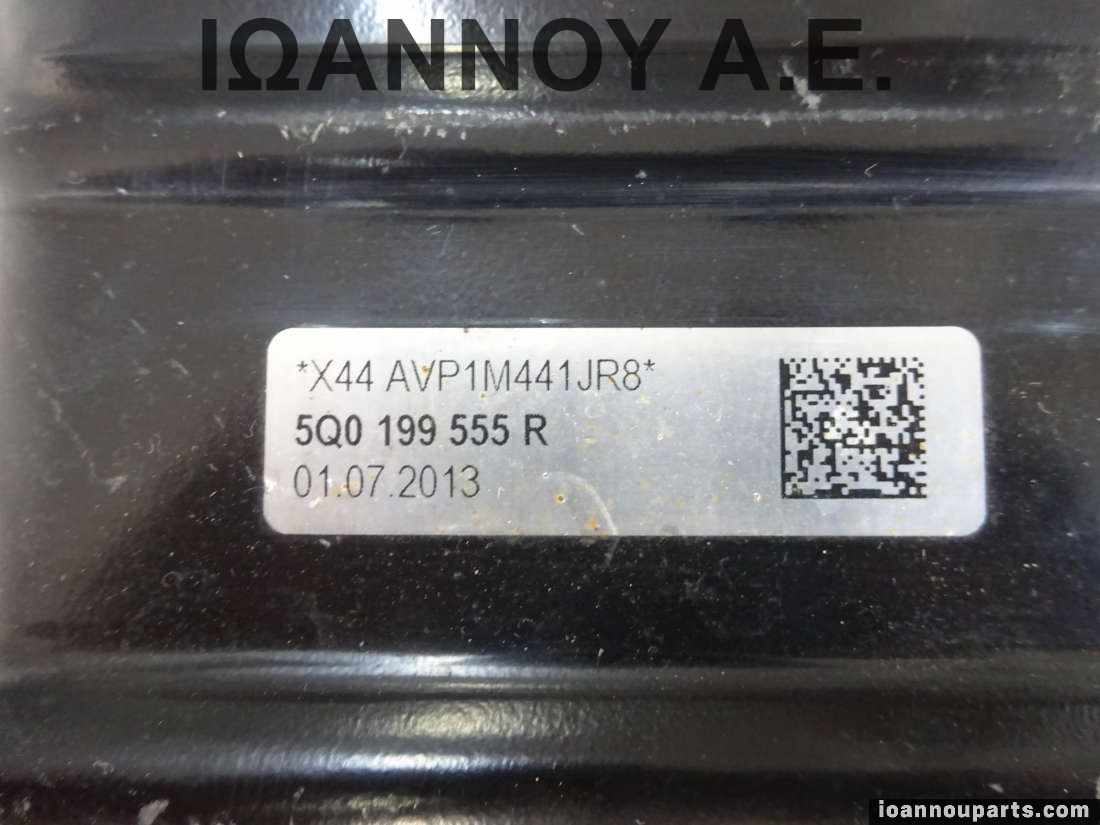 ΙΩΑΝΝΟΥ Α.Ε.
*X44 AVP1M441JR8*
5Q0 199 555 R
01.07.2013
ioannouparts.com